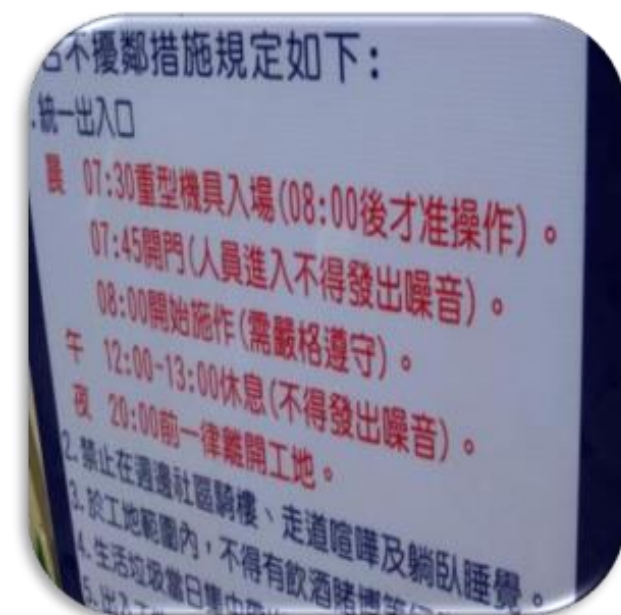 不擾鄰措施規定如下:
.統一出入口
晨 07:30重型機具入場(08:00後才准操作)。
07:45開門(人員進入不得發出噪音)。
08:00開始施作(需嚴格遵守)。
午 12:00-13:00休息(不得發出噪音)。
夜 20:00前一律離開工地。
2.禁止在週邊社區騎樓、走道喧嘩及躺臥睡覺。
3.於工地範圍內,不得有飲酒賭博等
4.生活垃圾當日集中
5.出入